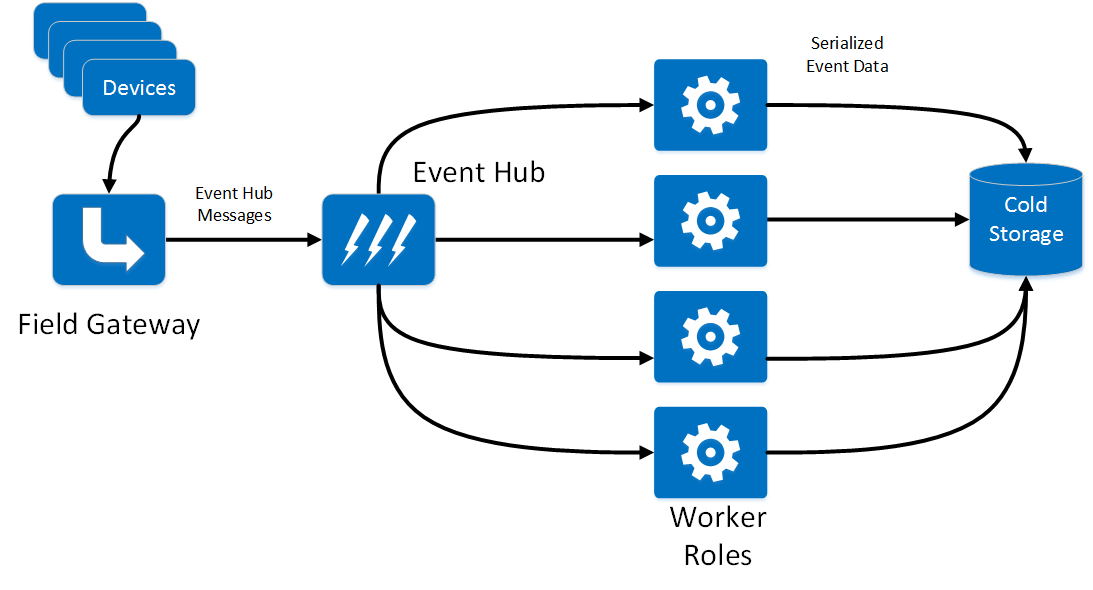 Devices
Serialized
Event Data
Event Hub
Event Hub
Messages
Cold
Storage
Field Gateway
Worker
Roles